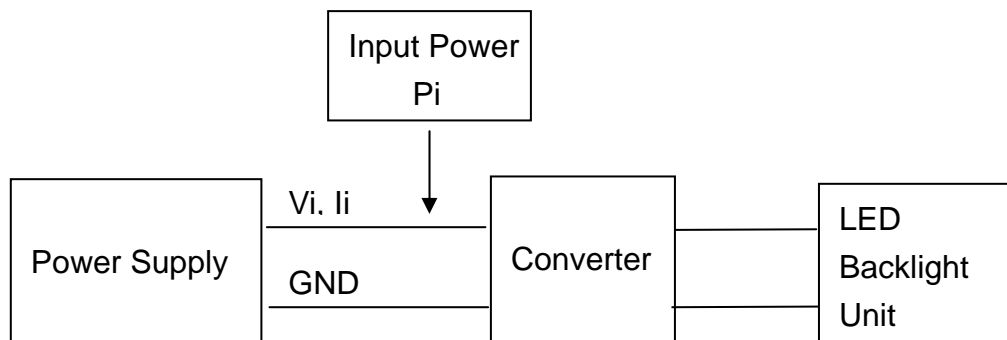 Input Power
Pi
Vi, Ii
Power Supply
GND
Converter
LED
Backlight
Unit